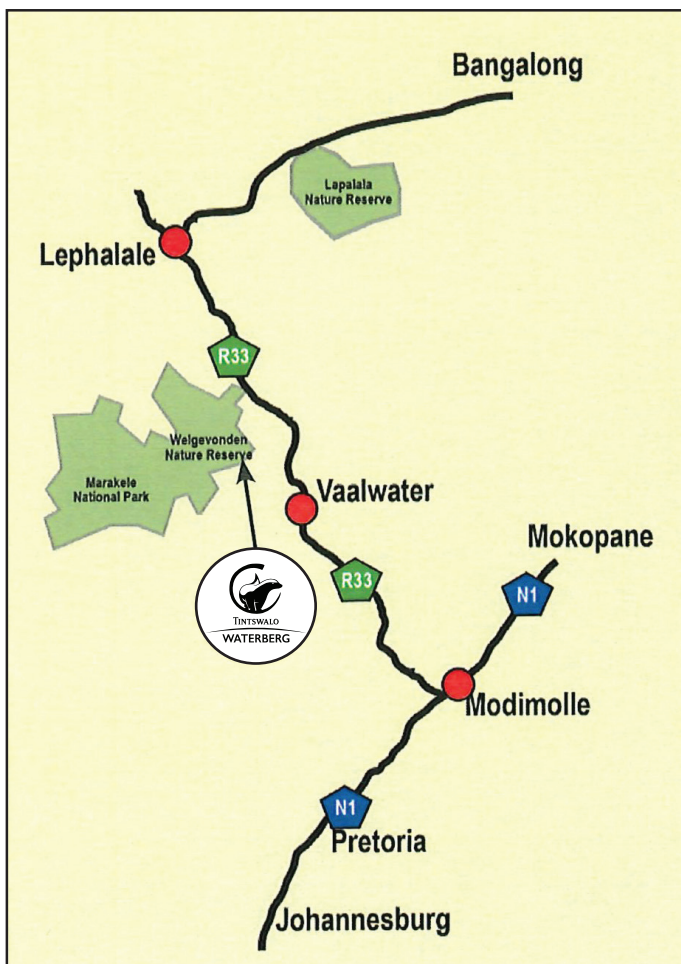 Bangalong
Lapalala
Nature Reserve
Lephalale
R33
Welgevonden
Nature Reserve
Marakele
National Park
Vaalwater
Mokopane
R33
N1
TINTSWALO
WATERBERG
Modimolle
N1
Pretoria
Johannesburg